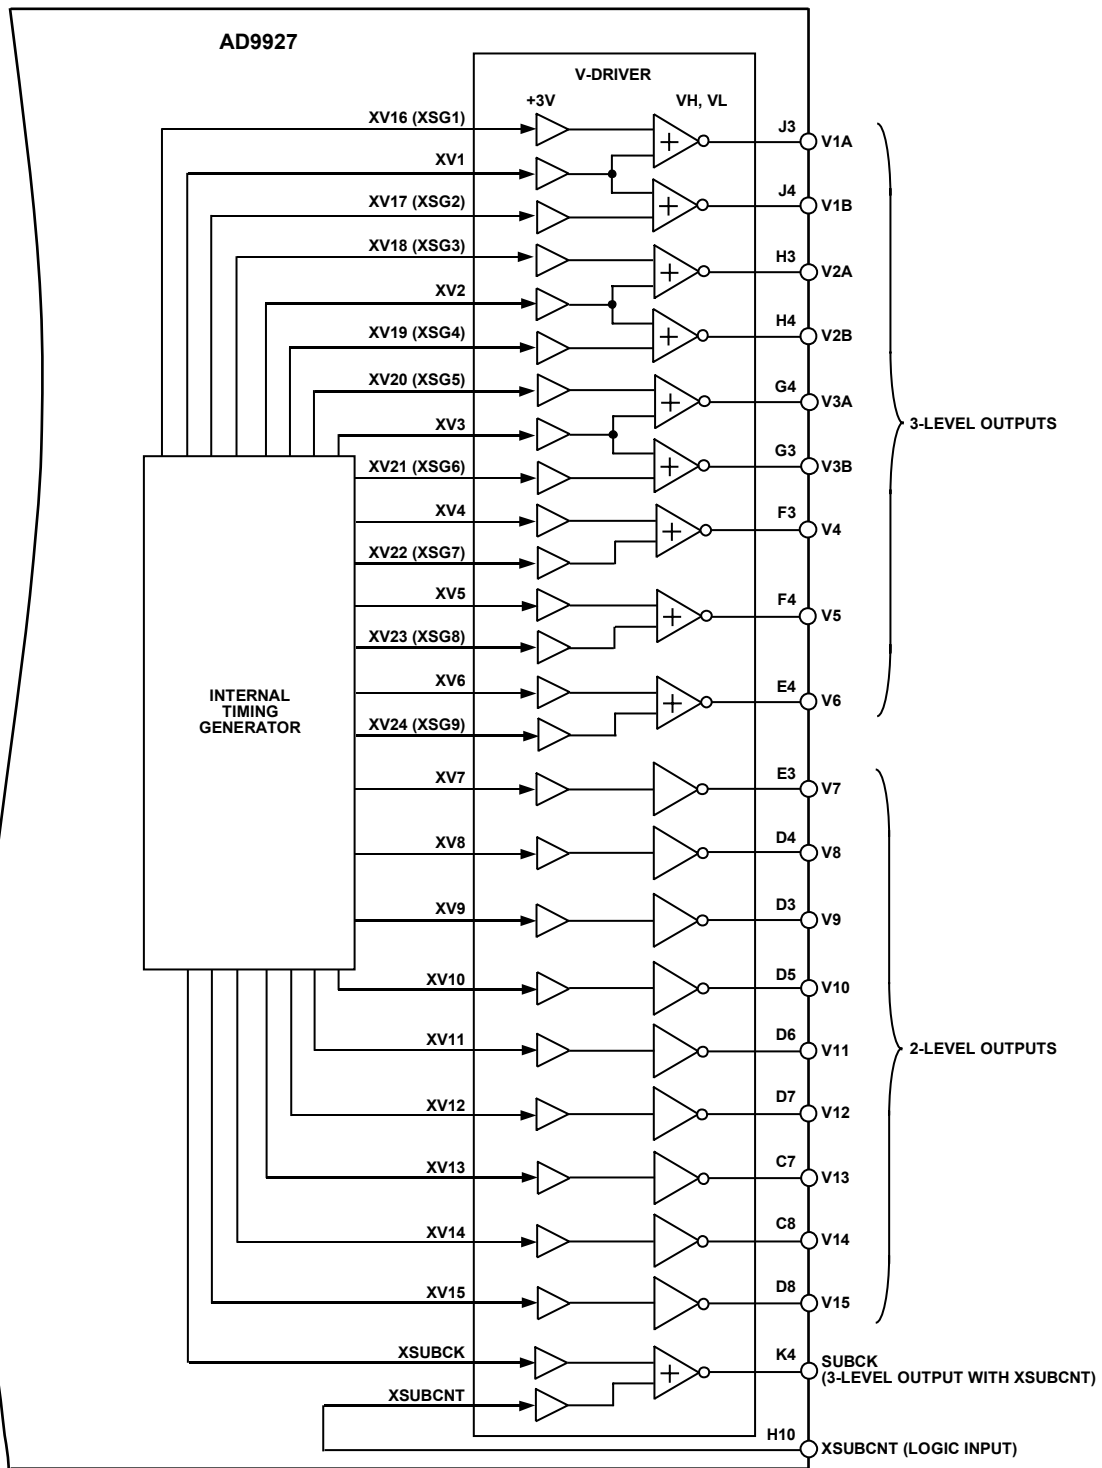 AD9927
V-DRIVER
+3V VH, VL
XV16 (XSG1) J3 V1A
XV1
XV17 (XSG2) J4 V1B
XV18 (XSG3) H3 V2A
XV2
XV19 (XSG4) H4 V2B
XV20 (XSG5) G4 V3A
XV3
3-LEVEL OUTPUTS
XV21 (XSG6) G3 V3B
XV4 F3 V4
XV22 (XSG7)
XV5 F4 V5
XV23 (XSG8)
XV6 E4 V6
INTERNAL
TIMING
GENERATOR
XV24 (XSG9)
XV7 E3 V7
XV8 D4 V8
XV9 D3 V9
XV10 D5 V10
XV11 D6 V11
2-LEVEL OUTPUTS
XV12 D7 V12
XV13 C7 V13
XV14 C8 V14
XV15 D8 V15
XSUBCK K4 SUBCK
(3-LEVEL OUTPUT WITH XSUBCNT)
XSUBCNT
H10 XSUBCNT (LOGIC INPUT)